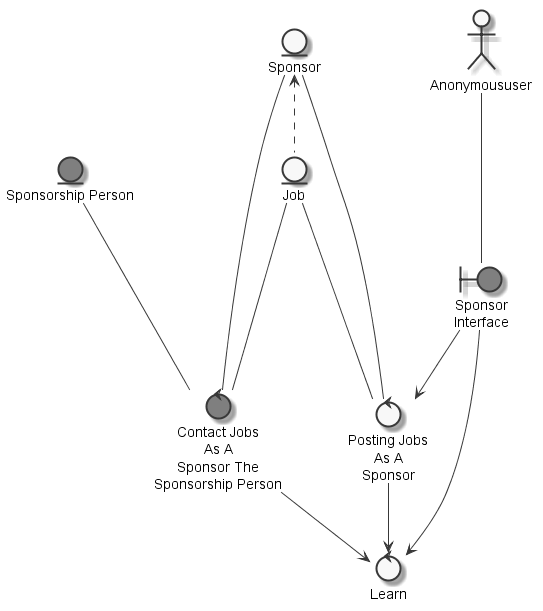 Sponsor
Anonymoususer
Sponsorship Person
Job
Sponsor
Interface
Contact Jobs
As A
Sponsor The
Sponsorship Person
Posting Jobs
As A
Sponsor
Learn